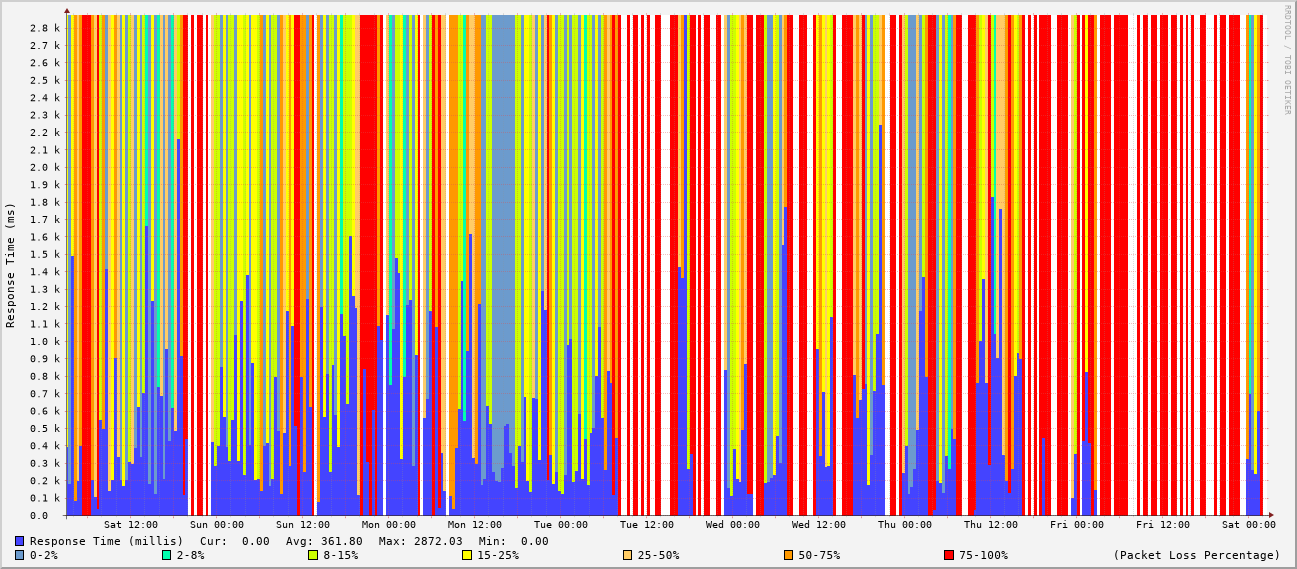 RRDTOOL / TOBI OETIKER
Response Time (ms)
2.8 k
2.7 k
2.6 k
2.5 k
2.4 k
2.3 k
2.2 k
2.1 k
2.0 k
1.9 k
1.8 k
1.7 k
1.6 k
1.5 k
1.4 k
1.3 k
1.2 k
1.1 k
1.0 k
0.9 k
0.8 k
0.7 k
0.6 k
0.5 k
0.4 k
0.3 k
0.2 k
0.1 k
0.0
Sat 12:00 Sun 00:00 Sun 12:00 Mon 00:00 Mon 12:00 Tue 00:00 Tue 12:00 Wed 00:00 Wed 12:00 Thu 00:00 Thu 12:00 Fri 00:00 Fri 12:00 Sat 00:00
Response Time (millis) Cur: 0.00 Avg: 361.80 Max: 2872.03 Min: 0.00
0-2% 2-8% 8-15% 15-25% 25-50% 50-75% 75-100% (Packet Loss Percentage)